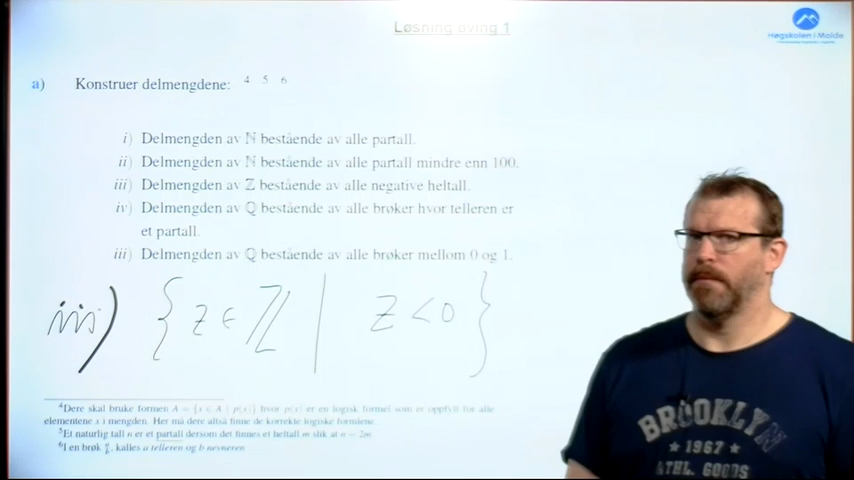 Løsning øving 1
Høgskolen i Molde
a) Konstruer delmengdene: 4 5 6
i) Delmengden av ℕ bestående av alle partall.
ii) Delmengden av ℕ bestående av alle partall mindre enn 100.
iii) Delmengden av ℤ bestående av alle negative heltall.
iv) Delmengden av ℚ bestående av alle brøker hvor telleren er
et partall.
iii) Delmengden av ℚ bestående av alle brøker mellom 0 og 1.
iii) { z ∈ ℤ | z < 0 }
4Dere skal bruke formen A = {x ∈ A | p(x)} hvor p(x) er en logisk formel som er oppfylt for alle
elementene x i mengden. Her må dere altså finne de korrekte logiske formlene.
5Et naturlig tall n er et partall dersom det finnes et heltall m slik at n = 2m
6I en brøk a/b, kalles a telleren og b nevneren
BROOKLYN
★ 1967 ★
ATHL. GOODS